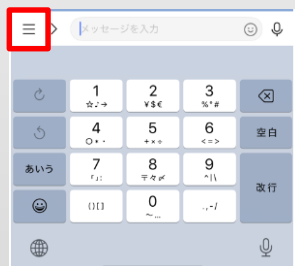 メッセージを入力
1 2 3
☆♪→ ¥$€ %°#
4 5 6 空白
○*・ +×÷ <=>
あいう 7 8 9
「」: 〒々〆 ^|\
改行
()[] 0 .,-/
〜…